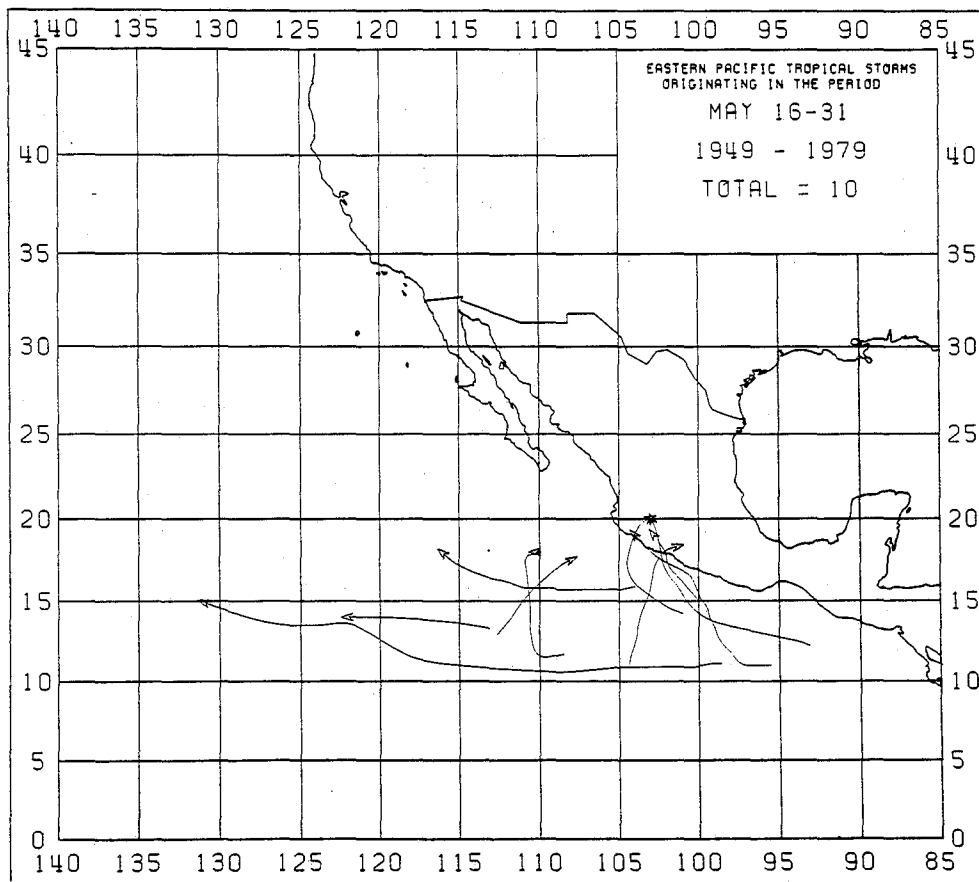 140 135 130 125 120 115 110 105 100 95 90 85
45 45
EASTERN PACIFIC TROPICAL STORMS
ORIGINATING IN THE PERIOD
MAY 16-31
1949 - 1979
TOTAL = 10
40 40
35 35
30 30
25 25
20 20
15 15
10 10
5 5
0 0
140 135 130 125 120 115 110 105 100 95 90 85